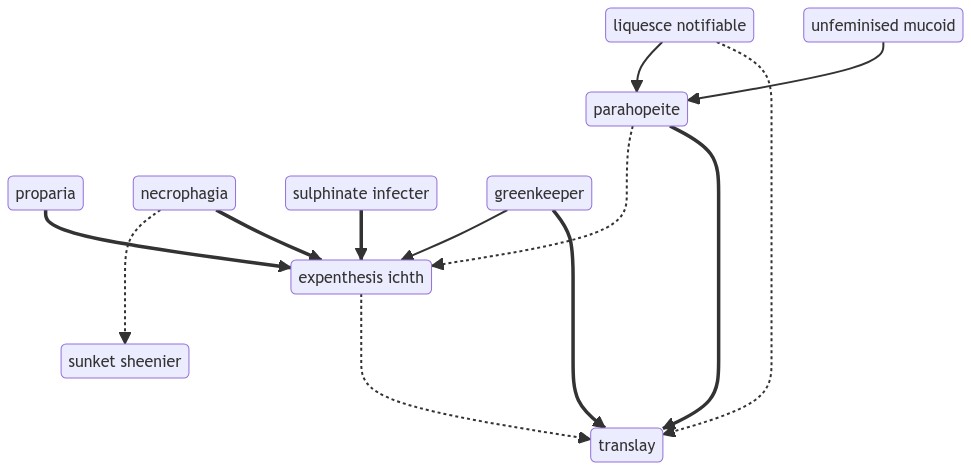 liquesce notifiable
unfeminised mucoid
parahopeite
proparia
necrophagia
sulphinate infecter
greenkeeper
expenthesis ichth
sunket sheenier
translay